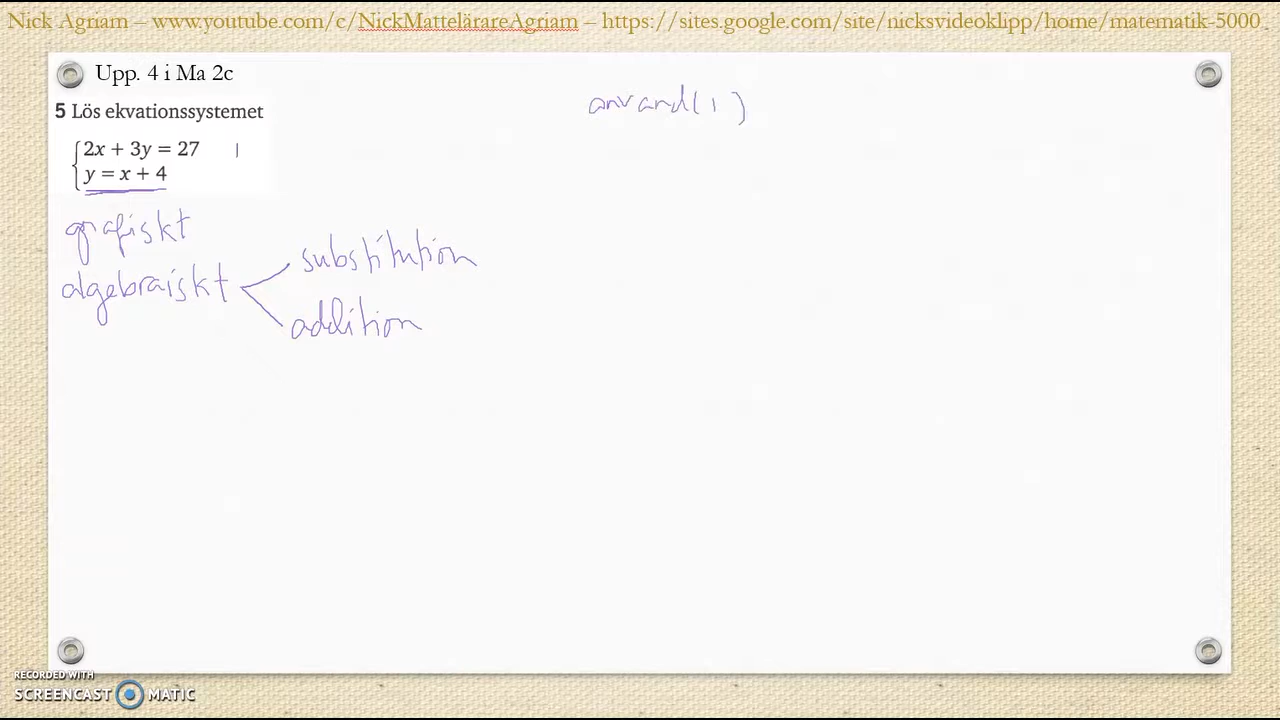 Nick Agriam – www.youtube.com/c/NickMattelärareAgriam – https://sites.google.com/site/nicksvideoklipp/home/matematik-5000
Upp. 4 i Ma 2c
5 Lös ekvationssystemet
2x + 3y = 27 1
y = x + 4
använd(1)
grafiskt
algebraiskt
substitution
addition
RECORDED WITH
SCREENCAST MATIC